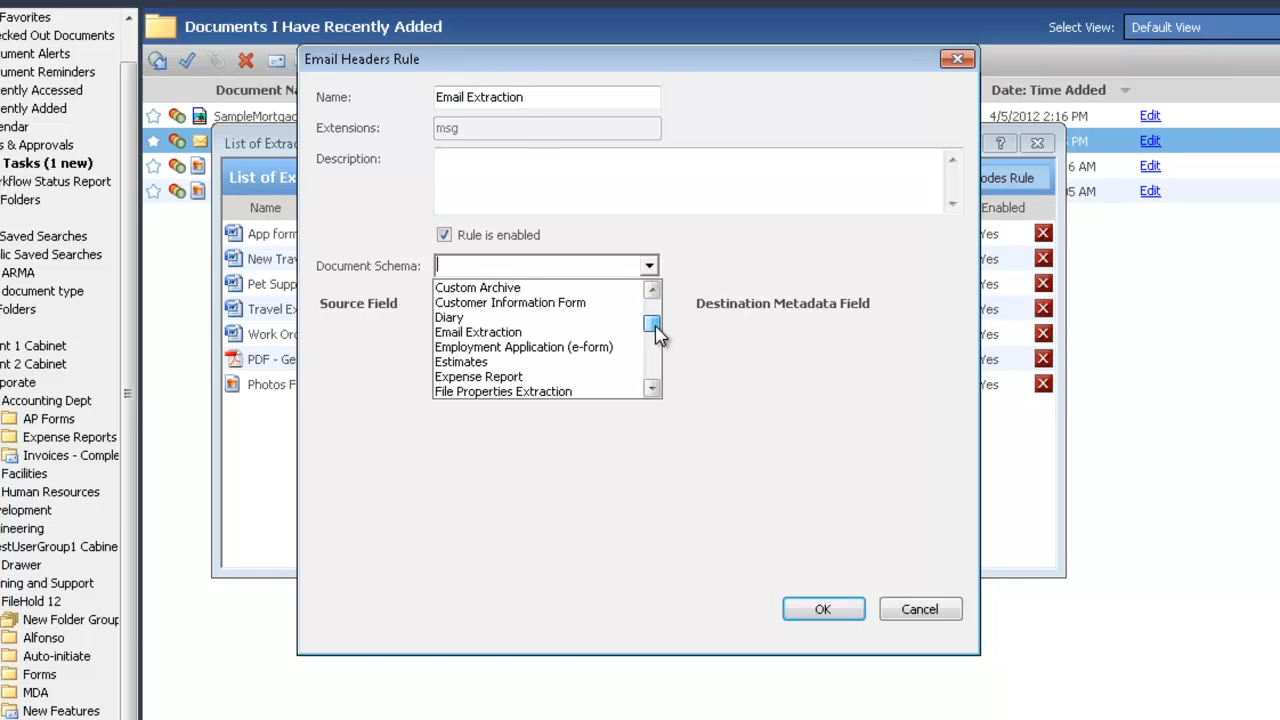 Documents I Have Recently Added
Select View:
Default View
Favorites
ecked Out Documents
ument Alerts
ument Reminders
ently Accessed
ently Added
endar
s & Approvals
Tasks (1 new)
rkflow Status Report
Folders
Saved Searches
lic Saved Searches
ARMA
document type
olders
nt 1 Cabinet
nt 2 Cabinet
porate
Accounting Dept
AP Forms
Expense Reports
Invoices - Comple
Facilities
Human Resources
velopment
ineering
estUserGroup1 Cabine
Drawer
ning and Support
FileHold 12
New Folder Group
Alfonso
Auto-initiate
Forms
MDA
New Features
Document Na
Date: Time Added
SampleMortgag
4/5/2012 2:16 PM
Edit
PM
Edit
6 AM
Edit
05 AM
Edit
List of Extrac
?
List of Ex
odes Rule
Name
Enabled
App form
Yes
New Trav
Yes
Pet Supp
Yes
Travel Ex
Yes
Work Ord
Yes
PDF - Ge
Yes
Photos F
Yes
Email Headers Rule
Name:
Email Extraction
Extensions:
msg
Description:
Rule is enabled
Document Schema:
Custom Archive
Customer Information Form
Diary
Email Extraction
Employment Application (e-form)
Estimates
Expense Report
File Properties Extraction
Source Field
Destination Metadata Field
OK
Cancel